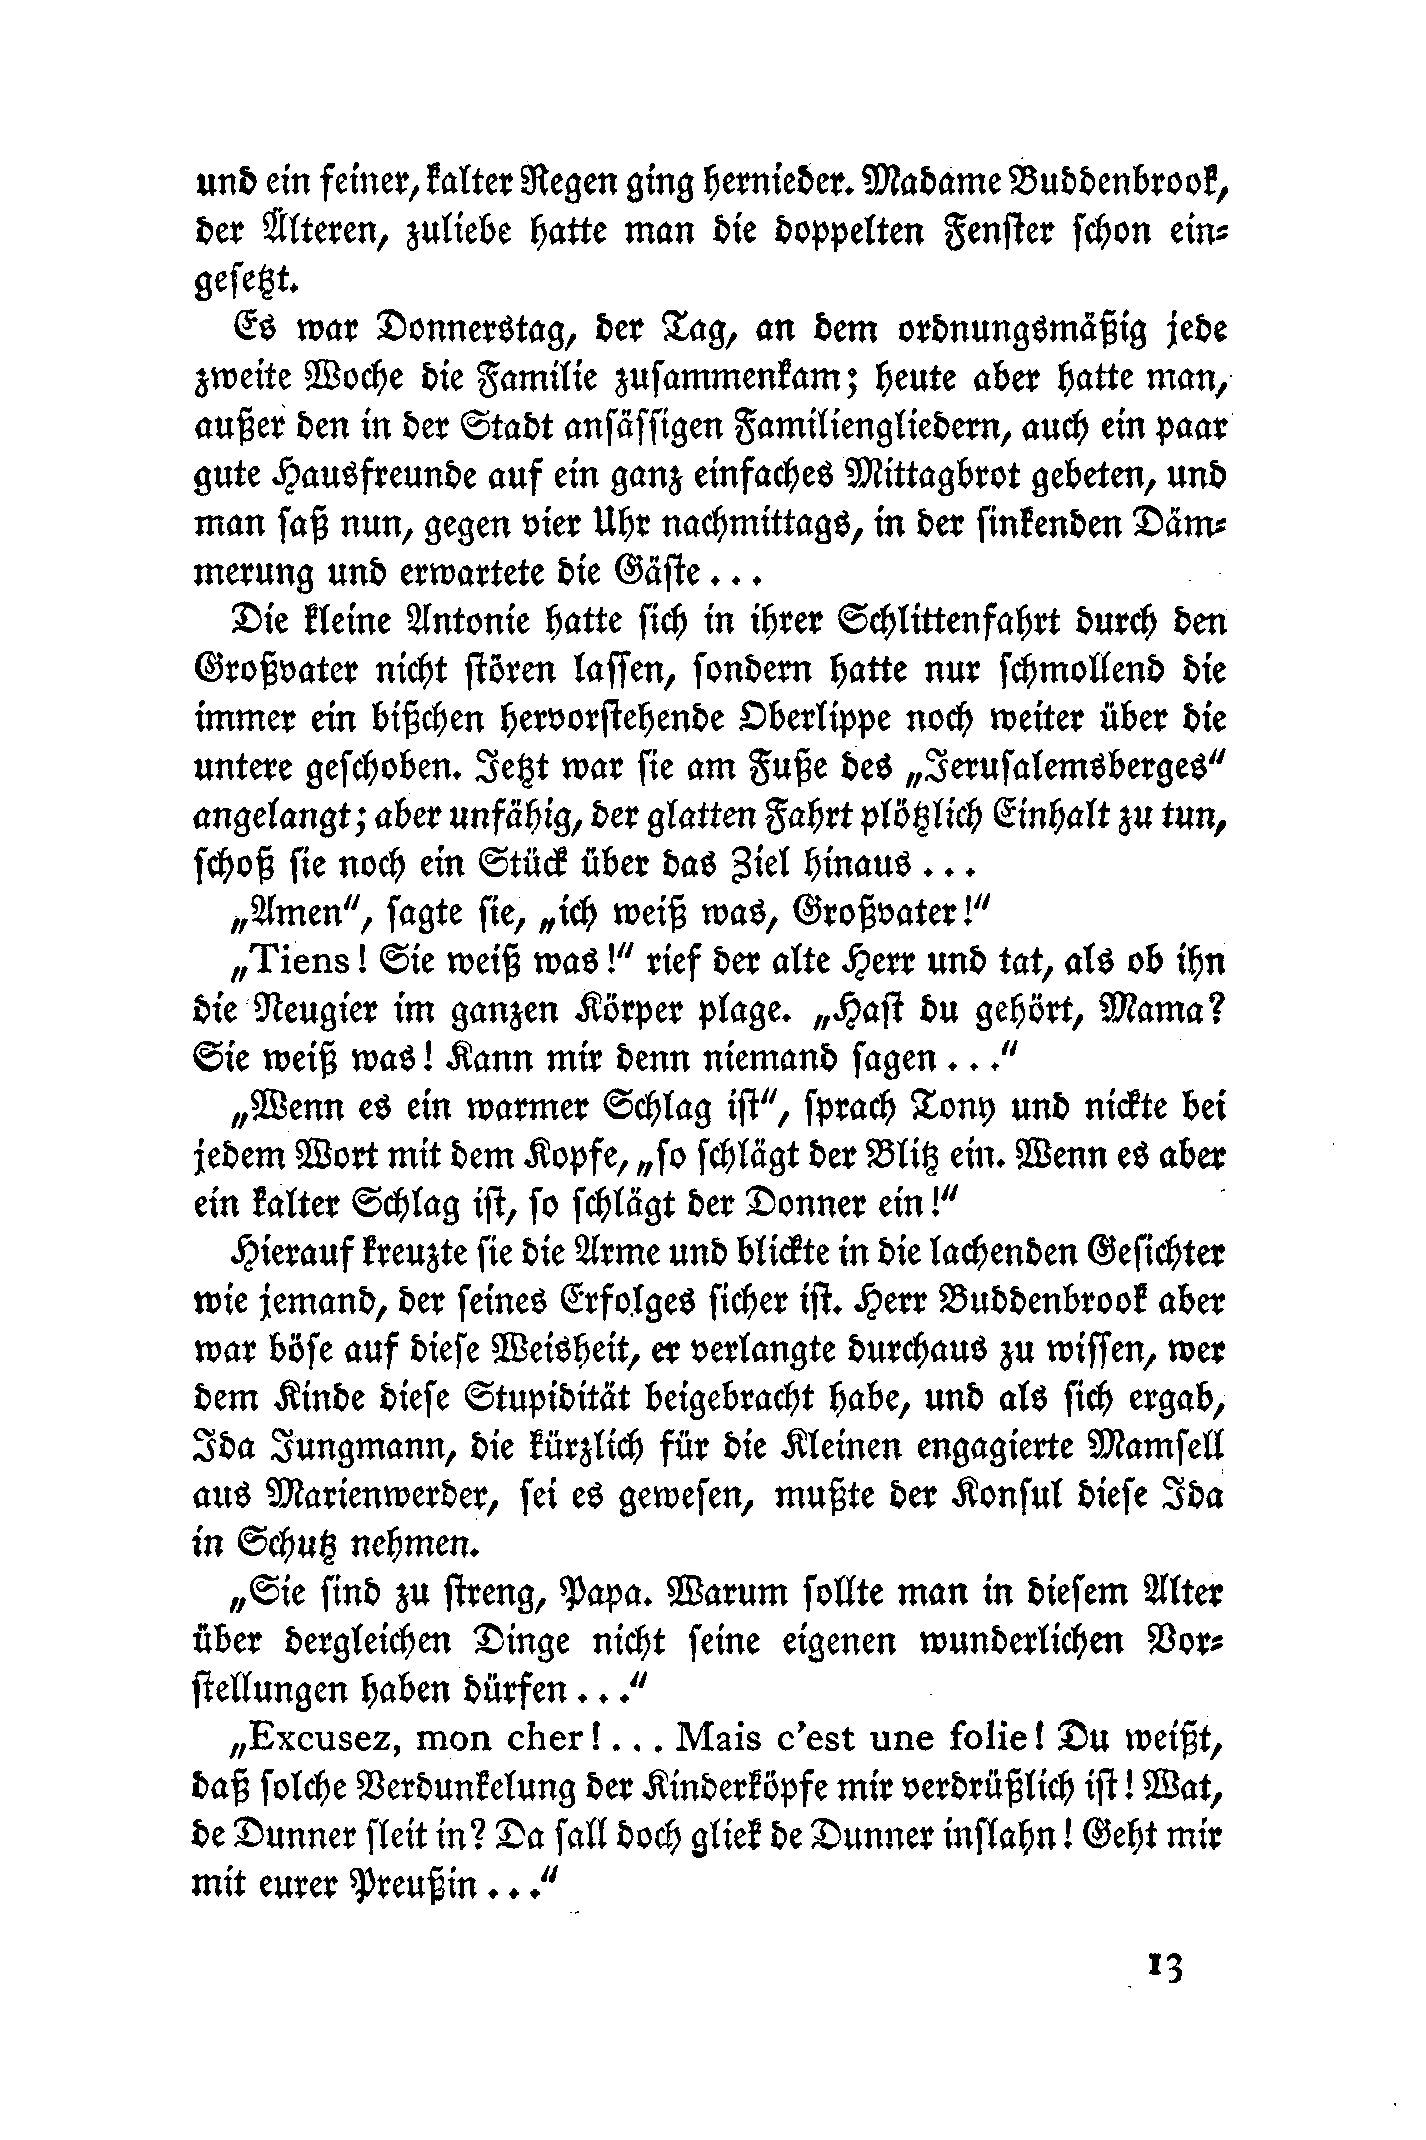 und ein feiner, kalter Regen ging hernieder. Madame Buddenbrook,
der Älteren, zuliebe hatte man die doppelten Fenster schon ein-
gesetzt.
Es war Donnerstag, der Tag, an dem ordnungsmäßig jede
zweite Woche die Familie zusammenkam; heute aber hatte man,
außer den in der Stadt ansässigen Familiengliedern, auch ein paar
gute Hausfreunde auf ein ganz einfaches Mittagbrot gebeten, und
man saß nun, gegen vier Uhr nachmittags, in der sinkenden Däm-
merung und erwartete die Gäste...
Die kleine Antonie hatte sich in ihrer Schlittenfahrt durch den
Großvater nicht stören lassen, sondern hatte nur schmollend die
immer ein bißchen hervorstehende Oberlippe noch weiter über die
untere geschoben. Jetzt war sie am Fuße des „Jerusalemsberges“
angelangt; aber unfähig, der glatten Fahrt plötzlich Einhalt zu tun,
schoß sie noch ein Stück über das Ziel hinaus...
„Amen“, sagte sie, „ich weiß was, Großvater!“
„Tiens! Sie weiß was!“ rief der alte Herr und tat, als ob ihn
die Neugier im ganzen Körper plage. „Hast du gehört, Mama?
Sie weiß was! Kann mir denn niemand sagen...“
„Wenn es ein warmer Schlag ist“, sprach Tony und nickte bei
jedem Wort mit dem Kopfe, „so schlägt der Blitz ein. Wenn es aber
ein kalter Schlag ist, so schlägt der Donner ein!“
Hierauf kreuzte sie die Arme und blickte in die lachenden Gesichter
wie jemand, der seines Erfolges sicher ist. Herr Buddenbrook aber
war böse auf diese Weisheit, er verlangte durchaus zu wissen, wer
dem Kinde diese Stupidität beigebracht habe, und als sich ergab,
Ida Jungmann, die kürzlich für die Kleinen engagierte Mamsell
aus Marienwerder, sei es gewesen, mußte der Konsul diese Ida
in Schutz nehmen.
„Sie sind zu streng, Papa. Warum sollte man in diesem Alter
über dergleichen Dinge nicht seine eigenen wunderlichen Vor-
stellungen haben dürfen...“
„Excusez, mon cher!... Mais c'est une folie! Du weißt,
daß solche Verdunkelung der Kinderköpfe mir verdrüßlich ist! Wat,
de Dunner sleit in? Da sall doch gliek de Dunner inslahn! Geht mir
mit eurer Preußin...“
13